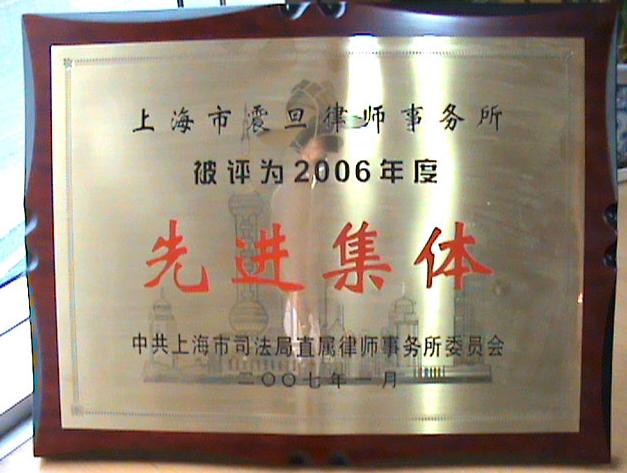 上海市震旦律师事务所
被评为2006年度
先进集体
中共上海市司法局直属律师事务所委员会
二〇〇七年一月